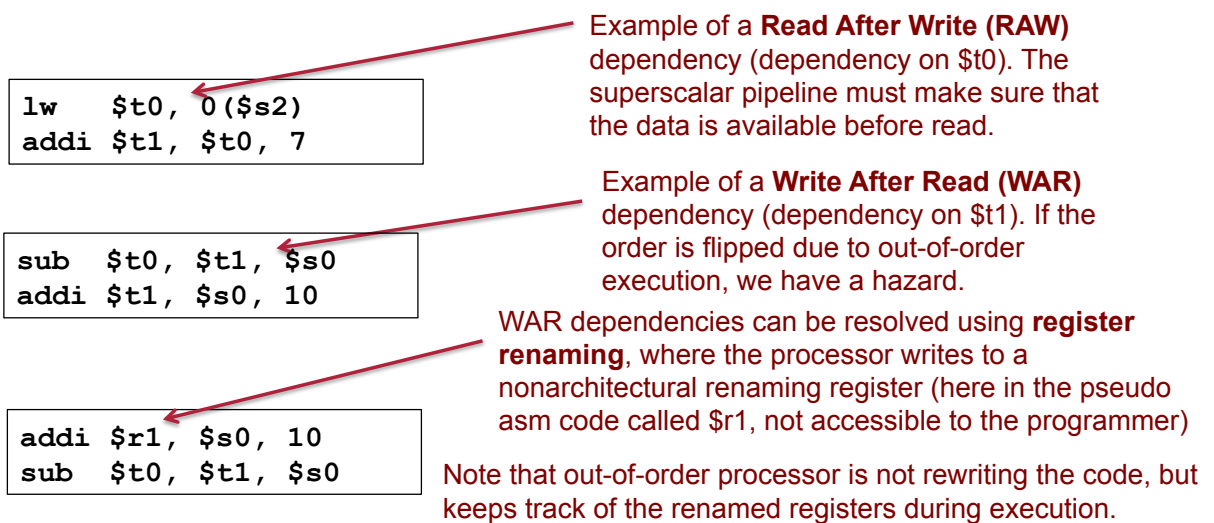 Example of a Read After Write (RAW)
dependency (dependency on $t0). The
superscalar pipeline must make sure that
the data is available before read.
lw   $t0, 0($s2)
addi $t1, $t0, 7
Example of a Write After Read (WAR)
dependency (dependency on $t1). If the
order is flipped due to out-of-order
execution, we have a hazard.
sub  $t0, $t1, $s0
addi $t1, $s0, 10
WAR dependencies can be resolved using register
renaming, where the processor writes to a
nonarchitectural renaming register (here in the pseudo
asm code called $r1, not accessible to the programmer)
addi $r1, $s0, 10
sub  $t0, $t1, $s0
Note that out-of-order processor is not rewriting the code, but
keeps track of the renamed registers during execution.